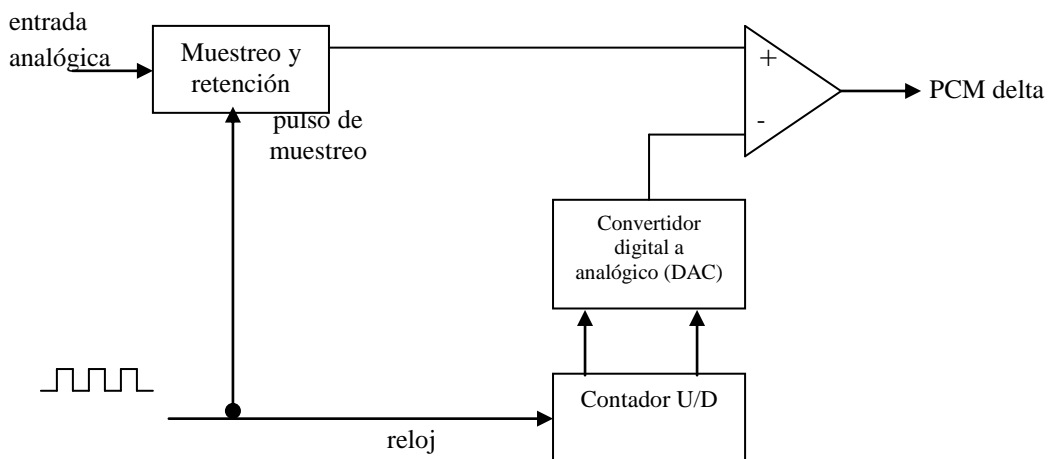 entrada
analógica
Muestreo y
retención
pulso de
muestreo
+
-
PCM delta
Convertidor
digital a
analógico (DAC)
Contador U/D
reloj